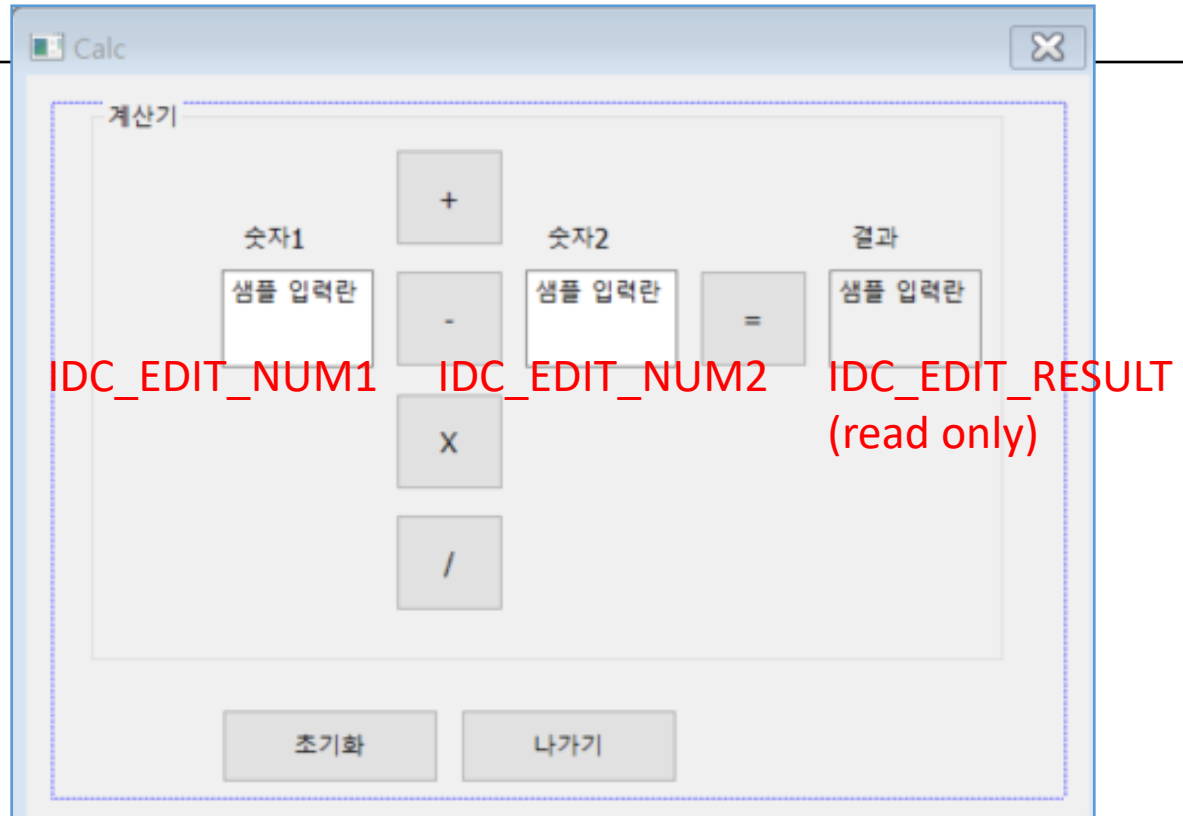 Calc
계산기
+
숫자1 숫자2 결과
샘플 입력란 - 샘플 입력란 = 샘플 입력란
IDC_EDIT_NUM1 IDC_EDIT_NUM2 IDC_EDIT_RESULT
(read only)
X
/
초기화 나가기